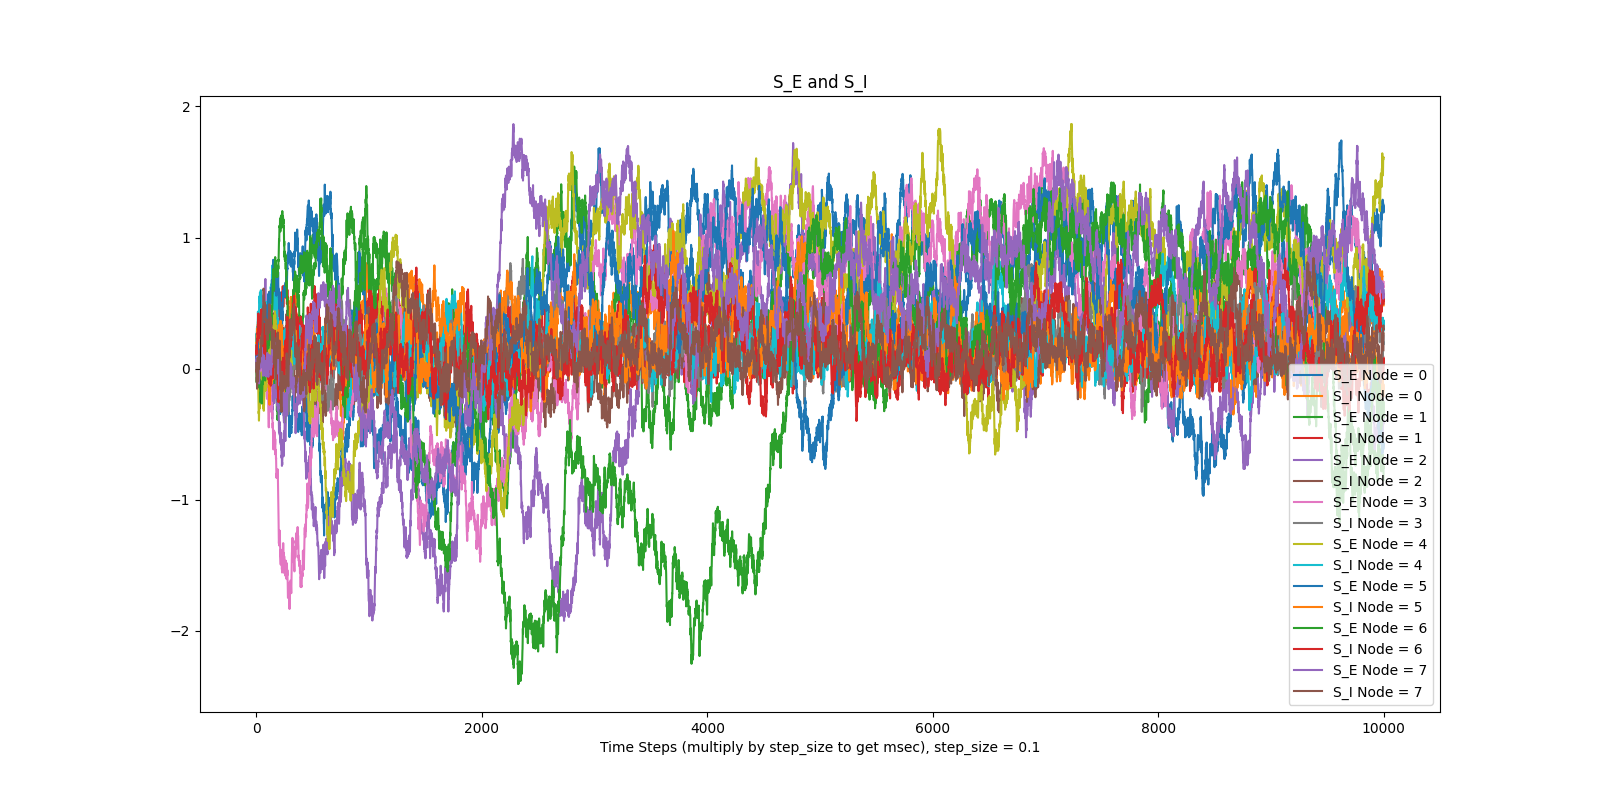 S_E and S_I
2
1
0
−1
−2
S_E Node = 0
S_I Node = 0
S_E Node = 1
S_I Node = 1
S_E Node = 2
S_I Node = 2
S_E Node = 3
S_I Node = 3
S_E Node = 4
S_I Node = 4
S_E Node = 5
S_I Node = 5
S_E Node = 6
S_I Node = 6
S_E Node = 7
S_I Node = 7
0 2000 4000 6000 8000 10000
Time Steps (multiply by step_size to get msec), step_size = 0.1